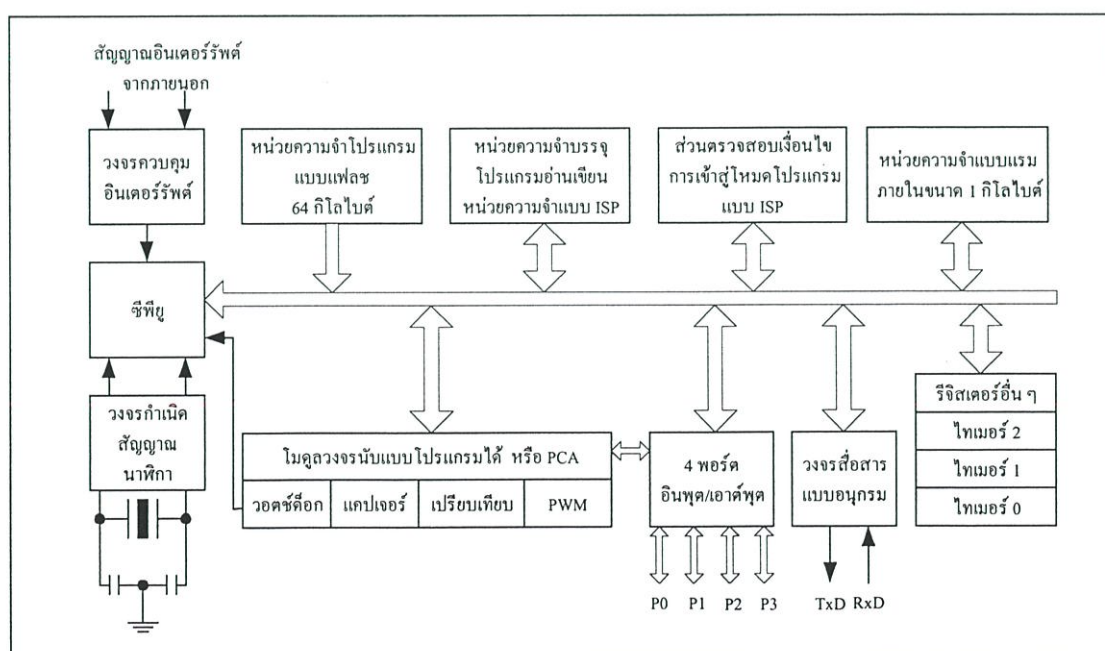 สัญญาณอินเตอร์รัพต์
จากภายนอก
วงจรควบคุม
อินเตอร์รัพต์
หน่วยความจำโปรแกรม
แบบแฟลช
64 กิโลไบต์
หน่วยความจำบรรจุ
โปรแกรมอ่านเขียน
หน่วยความจำแบบ ISP
ส่วนตรวจสอบเงื่อนไข
การเข้าสู่โหมดโปรแกรม
แบบ ISP
หน่วยความจำแบบแรม
ภายในขนาด 1 กิโลไบต์
ซีพียู
วงจรกำเนิด
สัญญาณ
นาฬิกา
โมดูลวงจรนับแบบโปรแกรมได้ หรือ PCA
วอตช์ด็อก
แคปเจอร์
เปรียบเทียบ
PWM
4 พอร์ต
อินพุต/เอาต์พุต
วงจรสื่อสาร
แบบอนุกรม
รีจิสเตอร์อื่น ๆ
ไทเมอร์ 2
ไทเมอร์ 1
ไทเมอร์ 0
P0 P1 P2 P3
TxD RxD